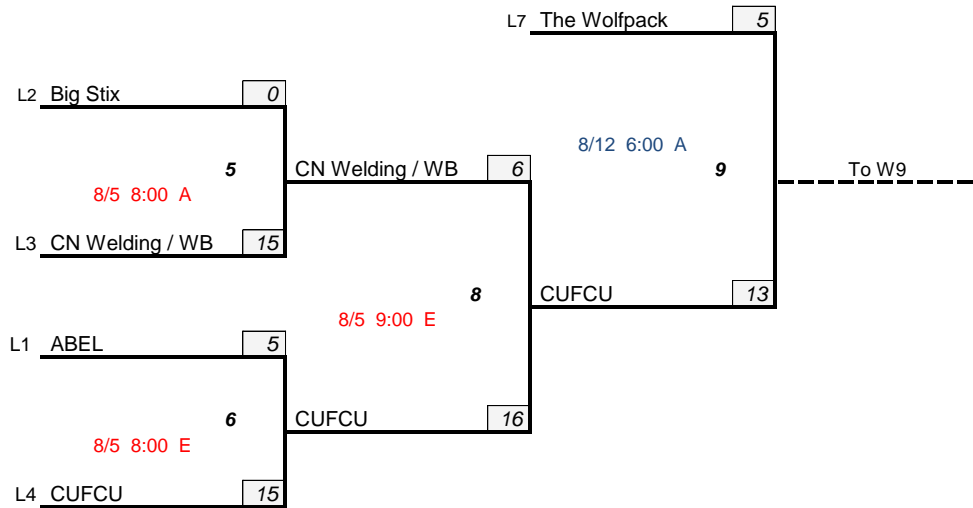 L7 The Wolfpack 5
L2 Big Stix 0
8/12 6:00 A
9
5
CN Welding / WB 6
To W9
8/5 8:00 A
L3 CN Welding / WB 15
8
CUFCU 13
8/5 9:00 E
L1 ABEL 5
6
CUFCU 16
8/5 8:00 E
L4 CUFCU 15